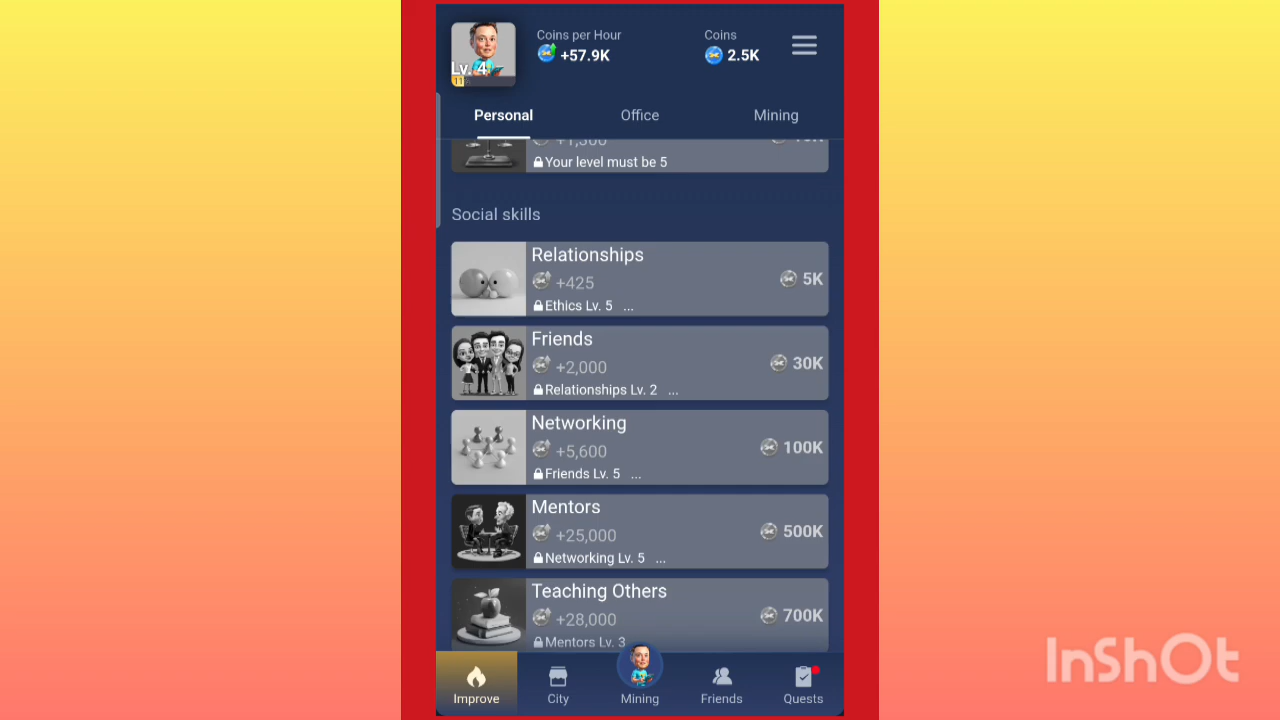 Coins per Hour
+57.9K
Coins
2.5K
Lv. 4
11%
Personal
Office
Mining
+1,300
Your level must be 5
Social skills
Relationships
+425
5K
Ethics Lv. 5 ...
Friends
+2,000
30K
Relationships Lv. 2 ...
Networking
+5,600
100K
Friends Lv. 5 ...
Mentors
+25,000
500K
Networking Lv. 5 ...
Teaching Others
+28,000
700K
Mentors Lv. 3
Improve
City
Mining
Friends
Quests
InShOt